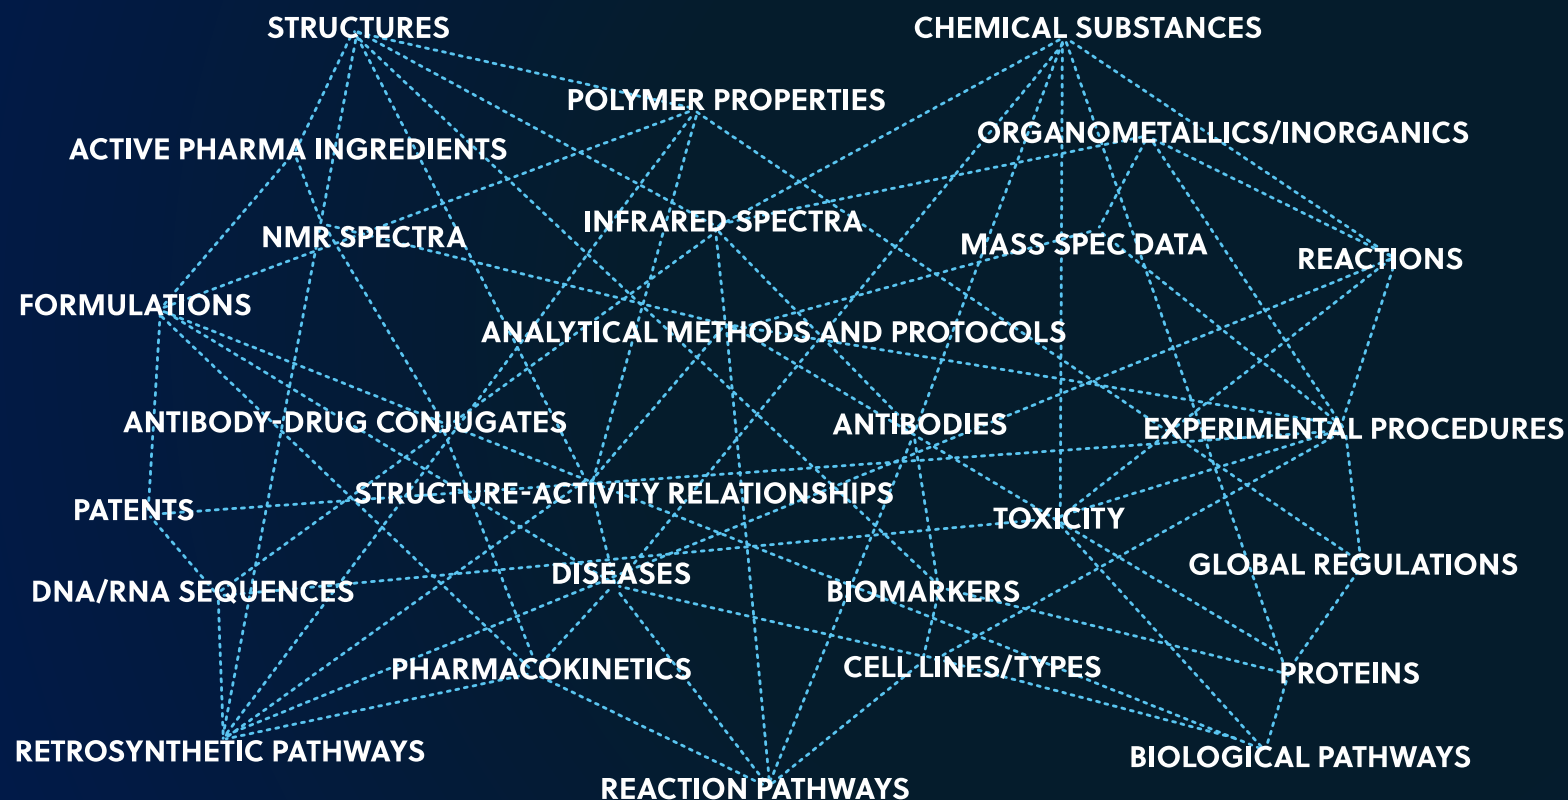 STRUCTURES
CHEMICAL SUBSTANCES
POLYMER PROPERTIES
ORGANOMETALLICS/INORGANICS
ACTIVE PHARMA INGREDIENTS
INFRARED SPECTRA
NMR SPECTRA
MASS SPEC DATA
REACTIONS
FORMULATIONS
ANALYTICAL METHODS AND PROTOCOLS
ANTIBODY-DRUG CONJUGATES
ANTIBODIES
EXPERIMENTAL PROCEDURES
STRUCTURE-ACTIVITY RELATIONSHIPS
PATENTS
TOXICITY
GLOBAL REGULATIONS
DISEASES
DNA/RNA SEQUENCES
BIOMARKERS
PHARMACOKINETICS
CELL LINES/TYPES
PROTEINS
RETROSYNTHETIC PATHWAYS
BIOLOGICAL PATHWAYS
REACTION PATHWAYS